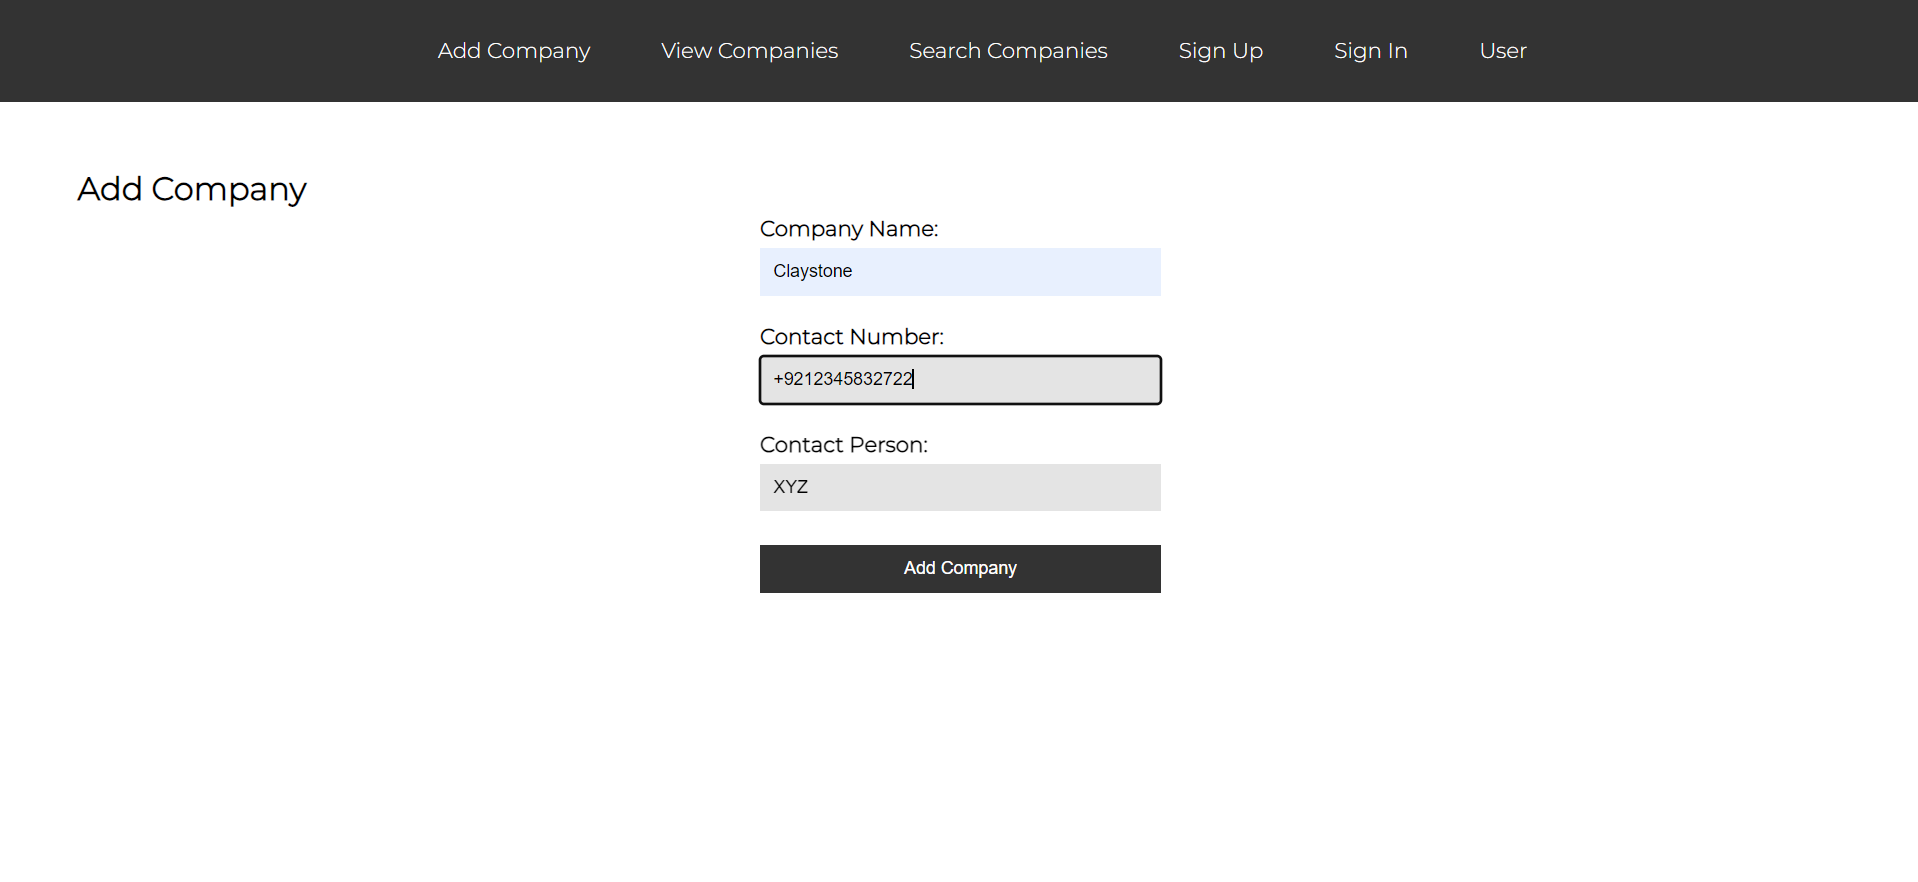 Add Company View Companies Search Companies Sign Up Sign In User
Add Company
Company Name:
Claystone
Contact Number:
+9212345832722
Contact Person:
XYZ
Add Company